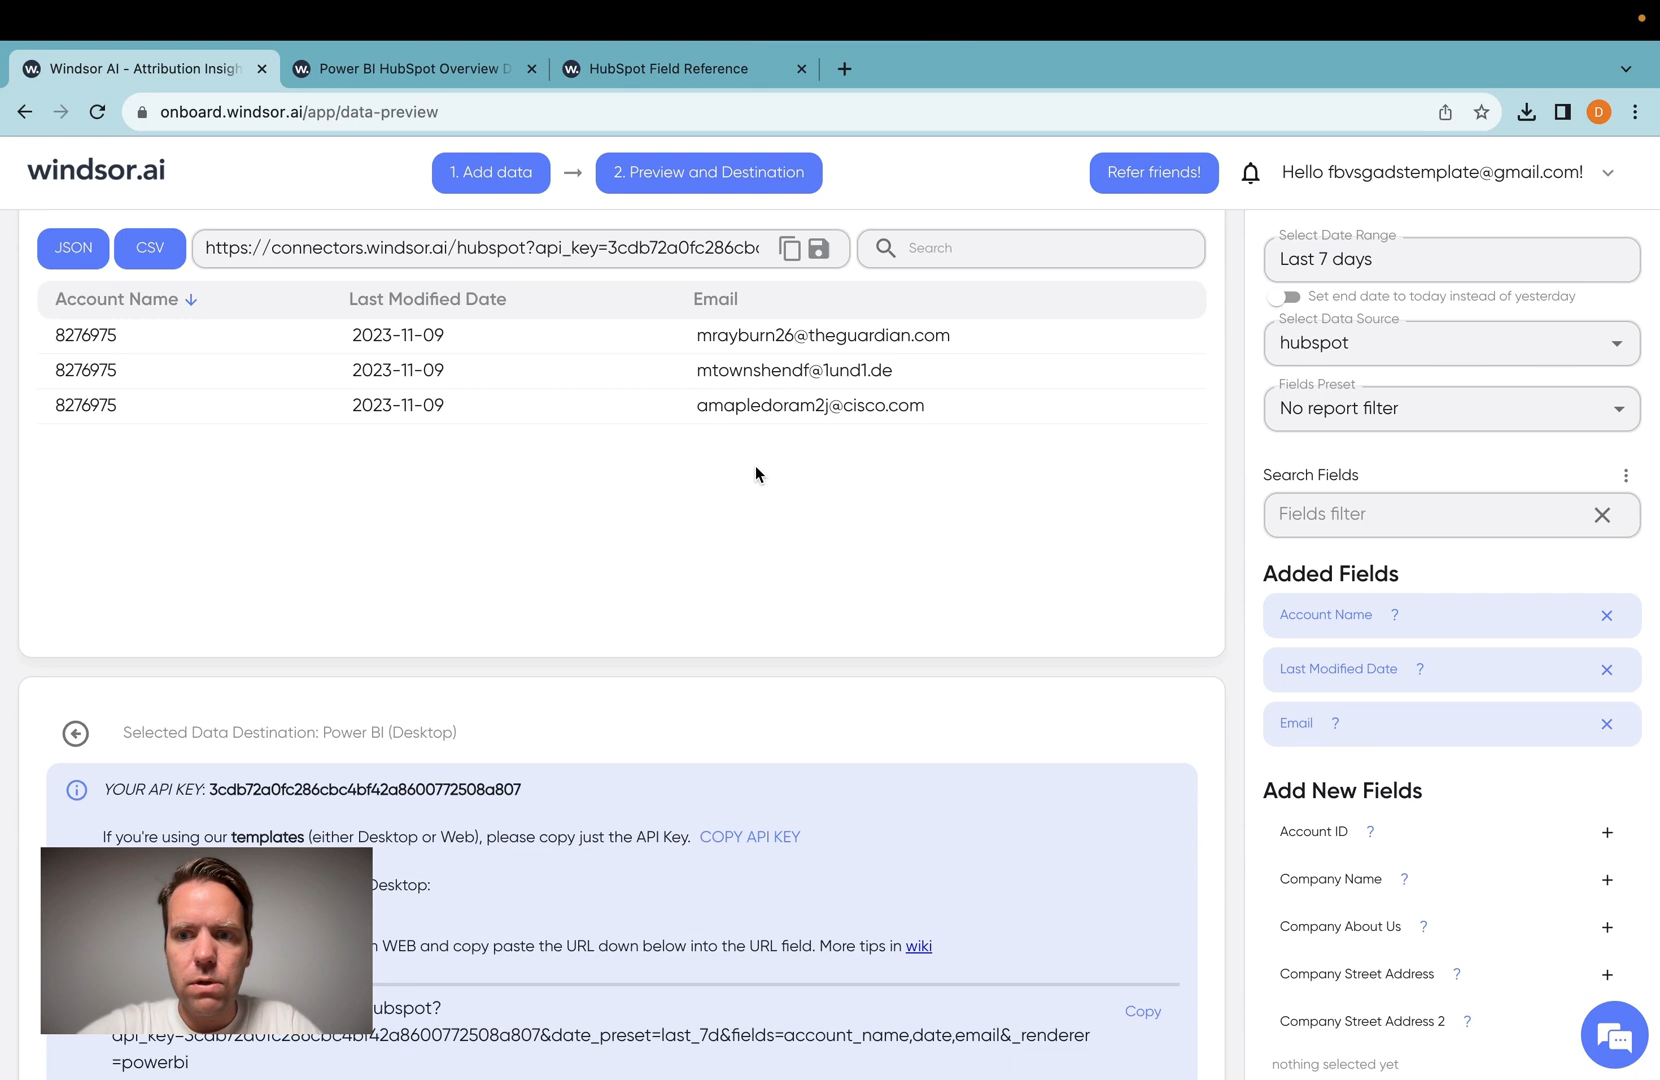 Windsor AI - Attribution Insigh
Power BI HubSpot Overview D
HubSpot Field Reference
onboard.windsor.ai/app/data-preview
D
windsor.ai
1. Add data → 2. Preview and Destination
Refer friends!
Hello fbvsgadstemplate@gmail.com!
JSON
CSV
https://connectors.windsor.ai/hubspot?api_key=3cdb72a0fc286cbc
Search
Account Name ↓ Last Modified Date Email
8276975 2023-11-09 mrayburn26@theguardian.com
8276975 2023-11-09 mtownshendf@1und1.de
8276975 2023-11-09 amapledoram2j@cisco.com
Select Date Range
Last 7 days
Set end date to today instead of yesterday
Select Data Source
hubspot
Fields Preset
No report filter
Search Fields
Fields filter
Added Fields
Account Name ?
Last Modified Date ?
Email ?
Add New Fields
Account ID ? +
Company Name ? +
Company About Us ? +
Company Street Address ? +
Company Street Address 2 ?
nothing selected yet
Selected Data Destination: Power BI (Desktop)
YOUR API KEY: 3cdb72a0fc286cbc4bf42a8600772508a807
If you're using our templates (either Desktop or Web), please copy just the API Key. COPY API KEY
Desktop:
WEB and copy paste the URL down below into the URL field. More tips in wiki
ubspot?
Copy
api_key=3cdb72a0fc286cbc4bf42a8600772508a807&date_preset=last_7d&fields=account_name,date,email&_renderer
=powerbi